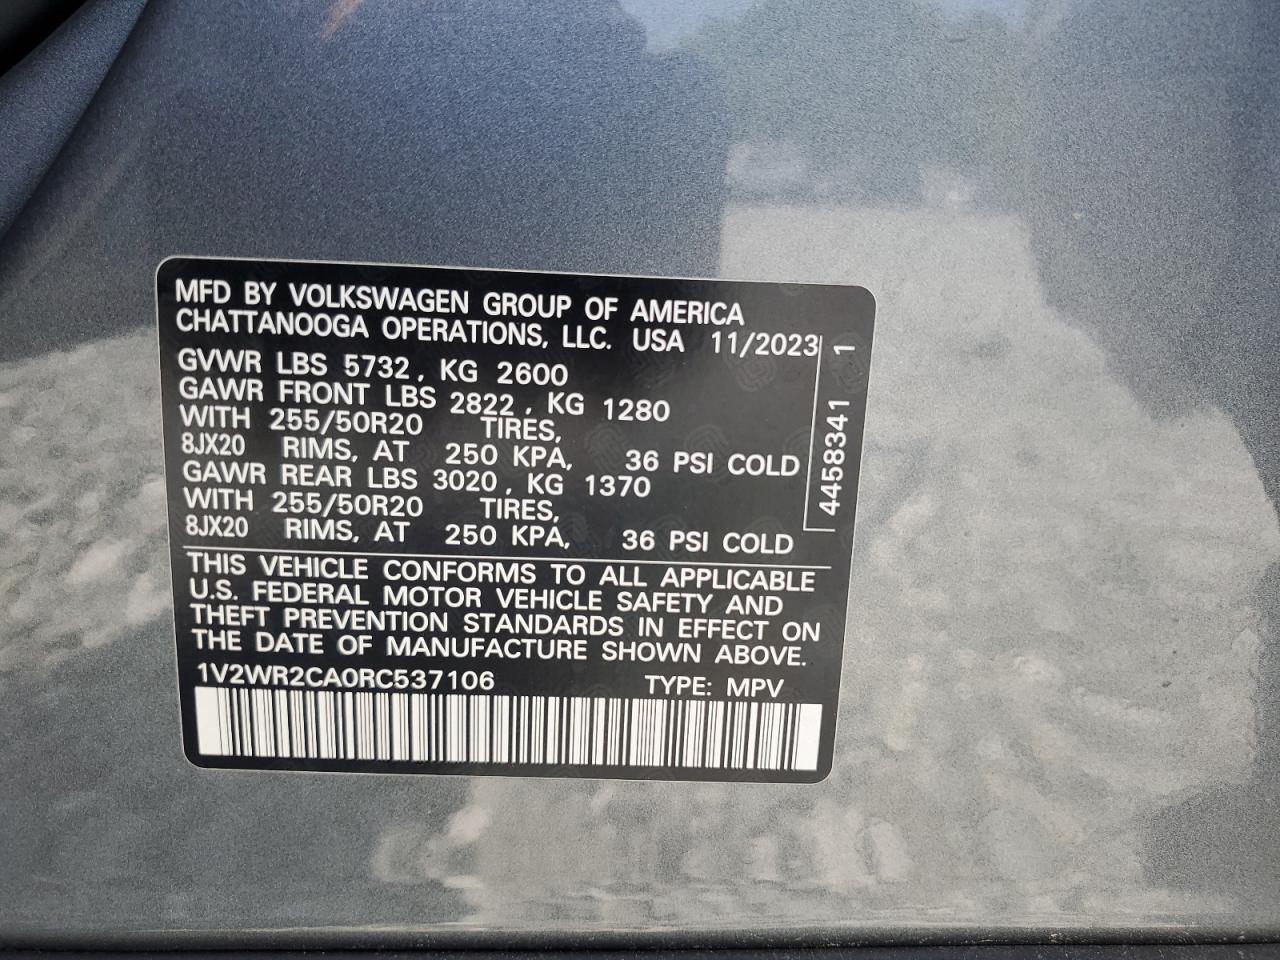 MFD BY VOLKSWAGEN GROUP OF AMERICA
CHATTANOOGA OPERATIONS, LLC. USA 11/2023
GVWR LBS 5732, KG 2600
GAWR FRONT LBS 2822, KG 1280
WITH 255/50R20 TIRES,
8JX20 RIMS, AT 250 KPA, 36 PSI COLD
GAWR REAR LBS 3020, KG 1370
WITH 255/50R20 TIRES,
8JX20 RIMS, AT 250 KPA, 36 PSI COLD
4458341 1
THIS VEHICLE CONFORMS TO ALL APPLICABLE
U.S. FEDERAL MOTOR VEHICLE SAFETY AND
THEFT PREVENTION STANDARDS IN EFFECT ON
THE DATE OF MANUFACTURE SHOWN ABOVE.
1V2WR2CA0RC537106 TYPE: MPV